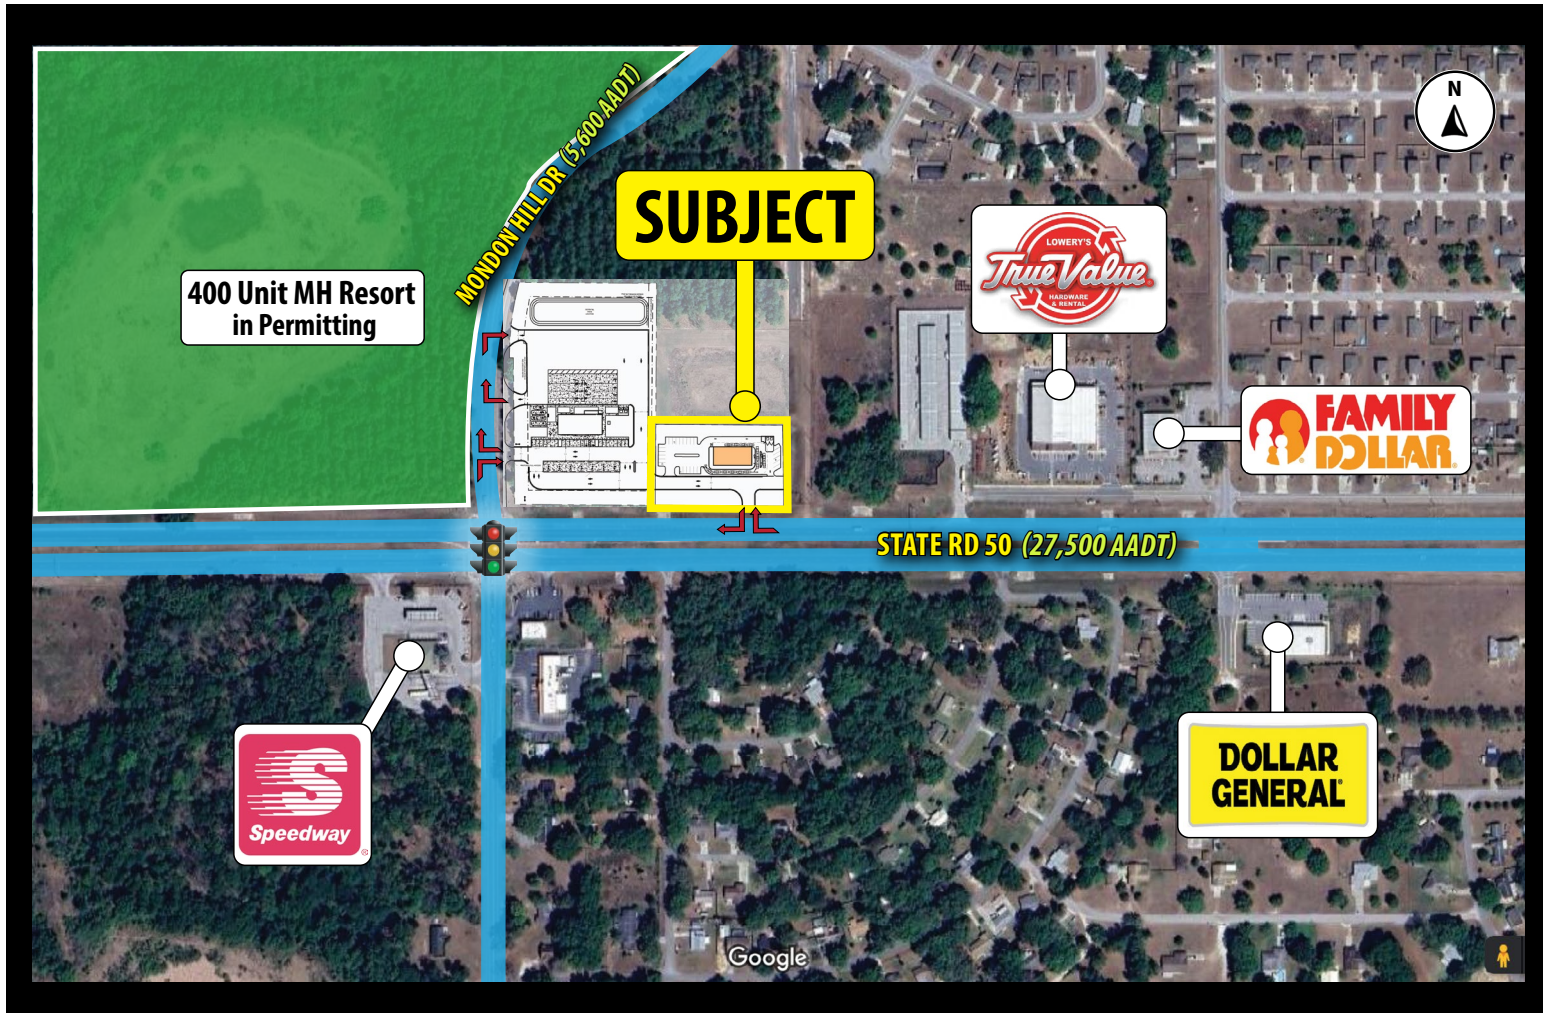 N
MONDON HILL DR (5,600 AADT)
SUBJECT
LOWERY'S
True Value®
HARDWARE
& RENTAL
400 Unit MH Resort
in Permitting
FAMILY
DOLLAR®
STATE RD 50 (27,500 AADT)
S
Speedway®
DOLLAR
GENERAL®
Google